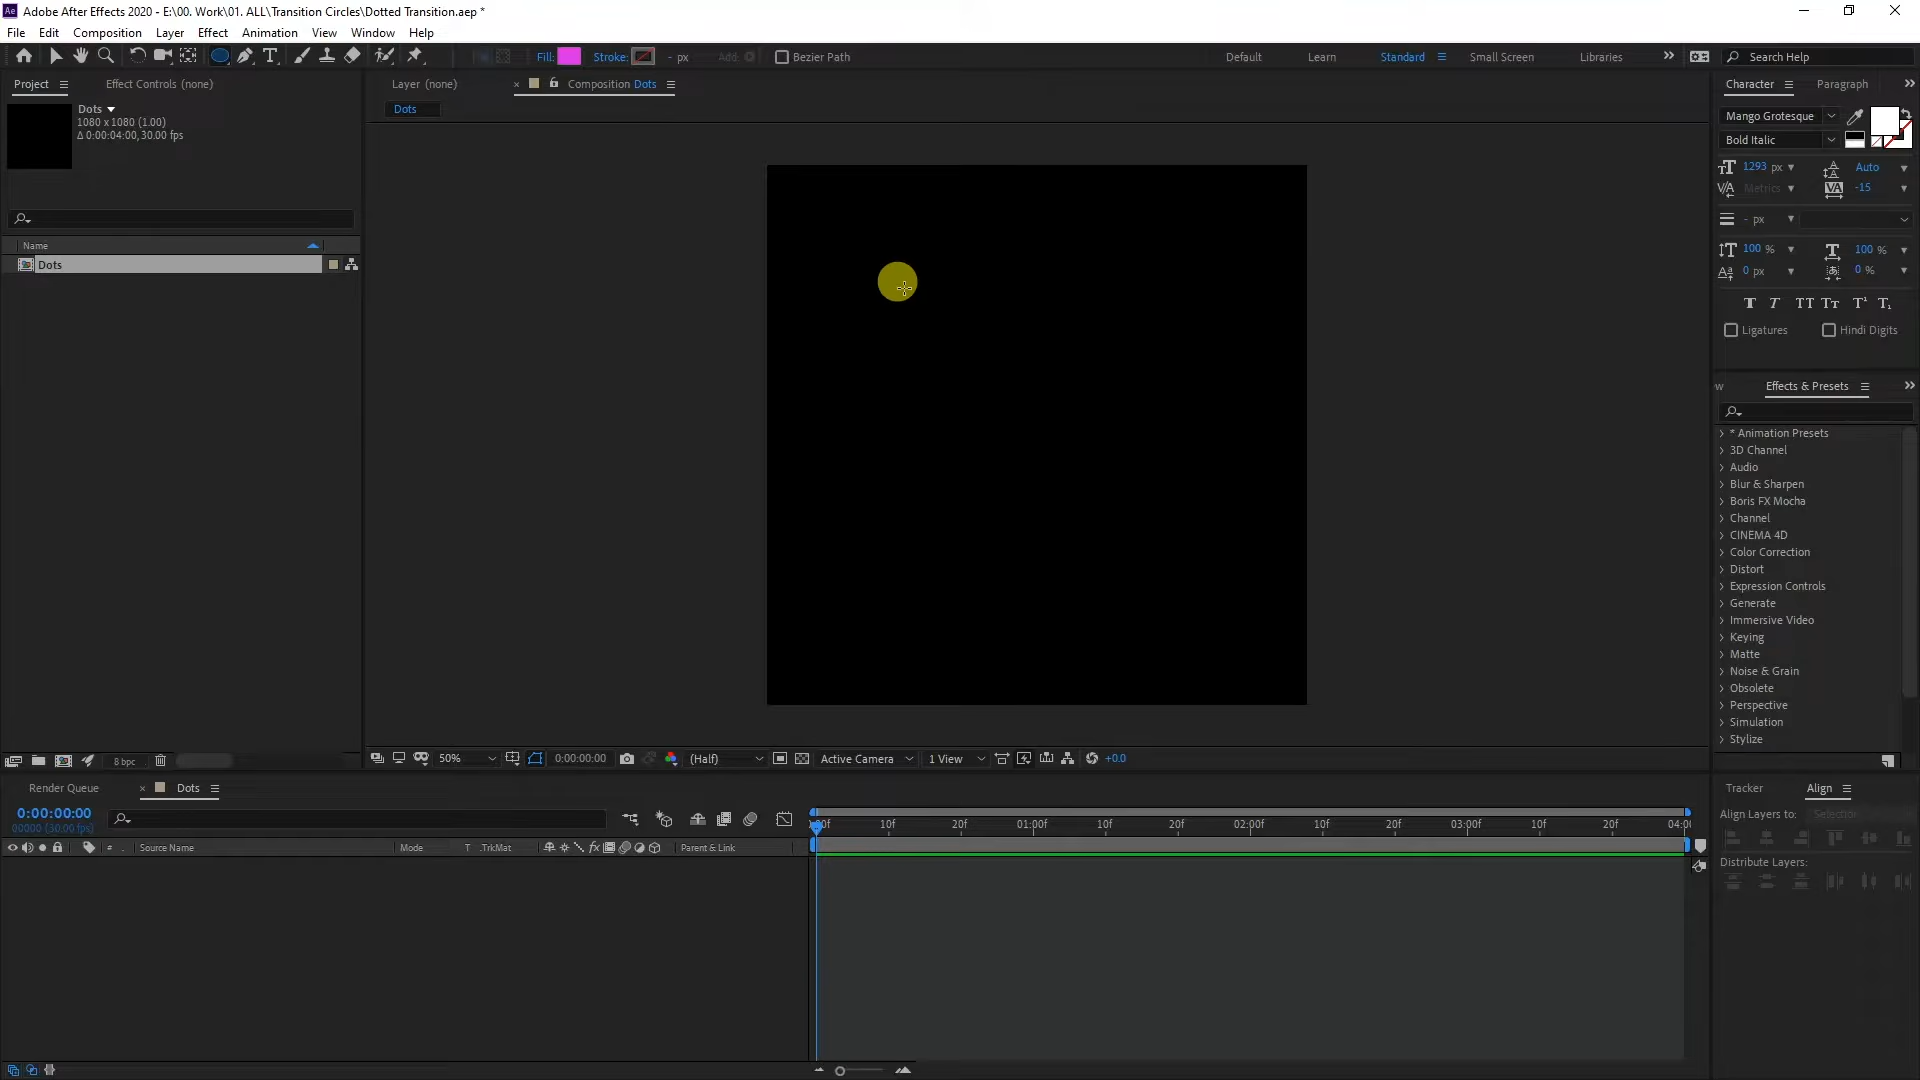 Adobe After Effects 2020 - E:\00. Work\01. ALL\Transition Circles\Dotted Transition.aep *
File Edit Composition Layer Effect Animation View Window Help
Fill: Stroke: - px Add: Bezier Path Default Learn Standard Small Screen Libraries Search Help
Project Effect Controls (none) Layer (none) Composition Dots Character Paragraph
Dots
1080 x 1080 (1.00)
Δ 0:00:04:00, 30.00 fps
Dots
Mango Grotesque
Bold Italic
1293 px Auto
Metrics -15
- px
100 % 100 %
0 px 0 %
Ligatures Hindi Digits
Name
Dots
w Effects & Presets
* Animation Presets
3D Channel
Audio
Blur & Sharpen
Boris FX Mocha
Channel
CINEMA 4D
Color Correction
Distort
Expression Controls
Generate
Immersive Video
Keying
Matte
Noise & Grain
Obsolete
Perspective
Simulation
Stylize
8 bpc 50% 0:00:00:00 (Half) Active Camera 1 View +0.0
Render Queue Dots Tracker Align
0:00:00:00
00000 (30.00 fps)
10f 20f 01:00f 10f 20f 02:00f 10f 20f 03:00f 10f 20f 04:0
Align Layers to: Selection
# Source Name Mode T .TrkMat fx Parent & Link
Distribute Layers: